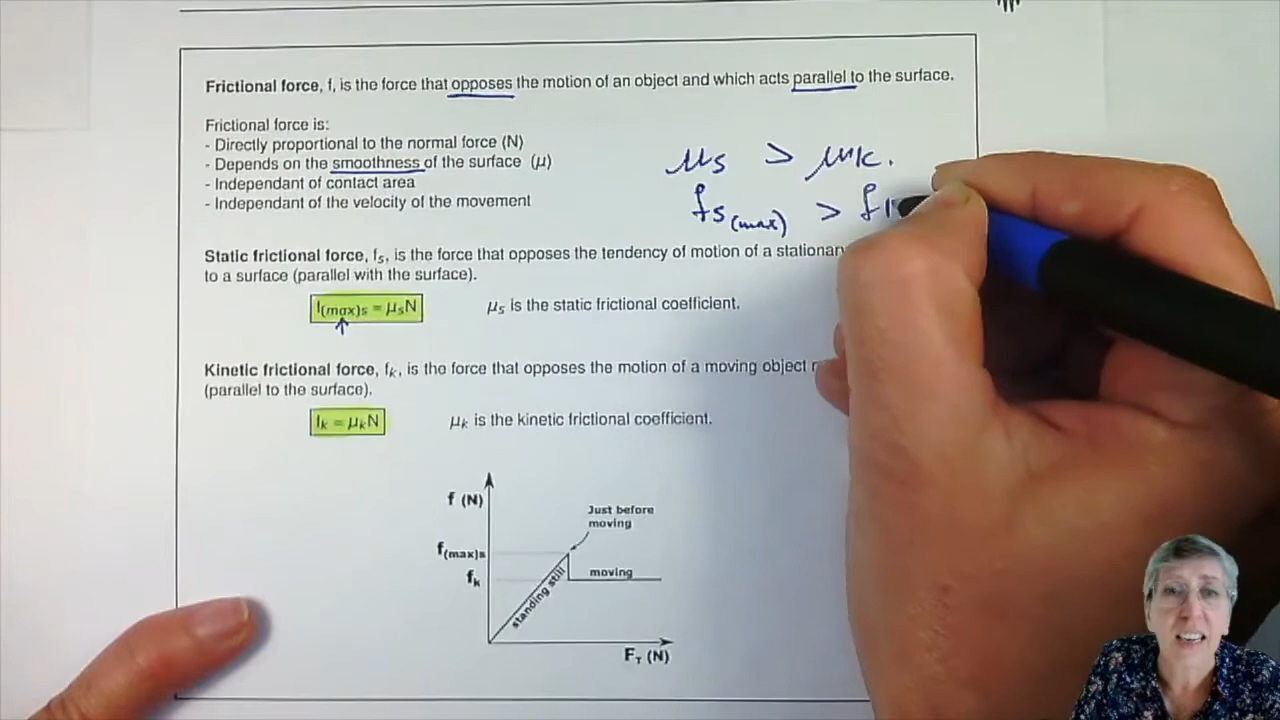 Frictional force, f, is the force that opposes the motion of an object and which acts parallel to the surface.
Frictional force is:
- Directly proportional to the normal force (N)
- Depends on the smoothness of the surface (μ)
- Independant of contact area
- Independant of the velocity of the movement
μs > μk.
fs(max) > f
Static frictional force, fs, is the force that opposes the tendency of motion of a stationary
to a surface (parallel with the surface).
f(max)s = μsN
μs is the static frictional coefficient.
Kinetic frictional force, fk, is the force that opposes the motion of a moving object
(parallel to the surface).
fk = μkN
μk is the kinetic frictional coefficient.
f (N)
Just before
moving
f(max)s
fk
moving
standing still
FT (N)